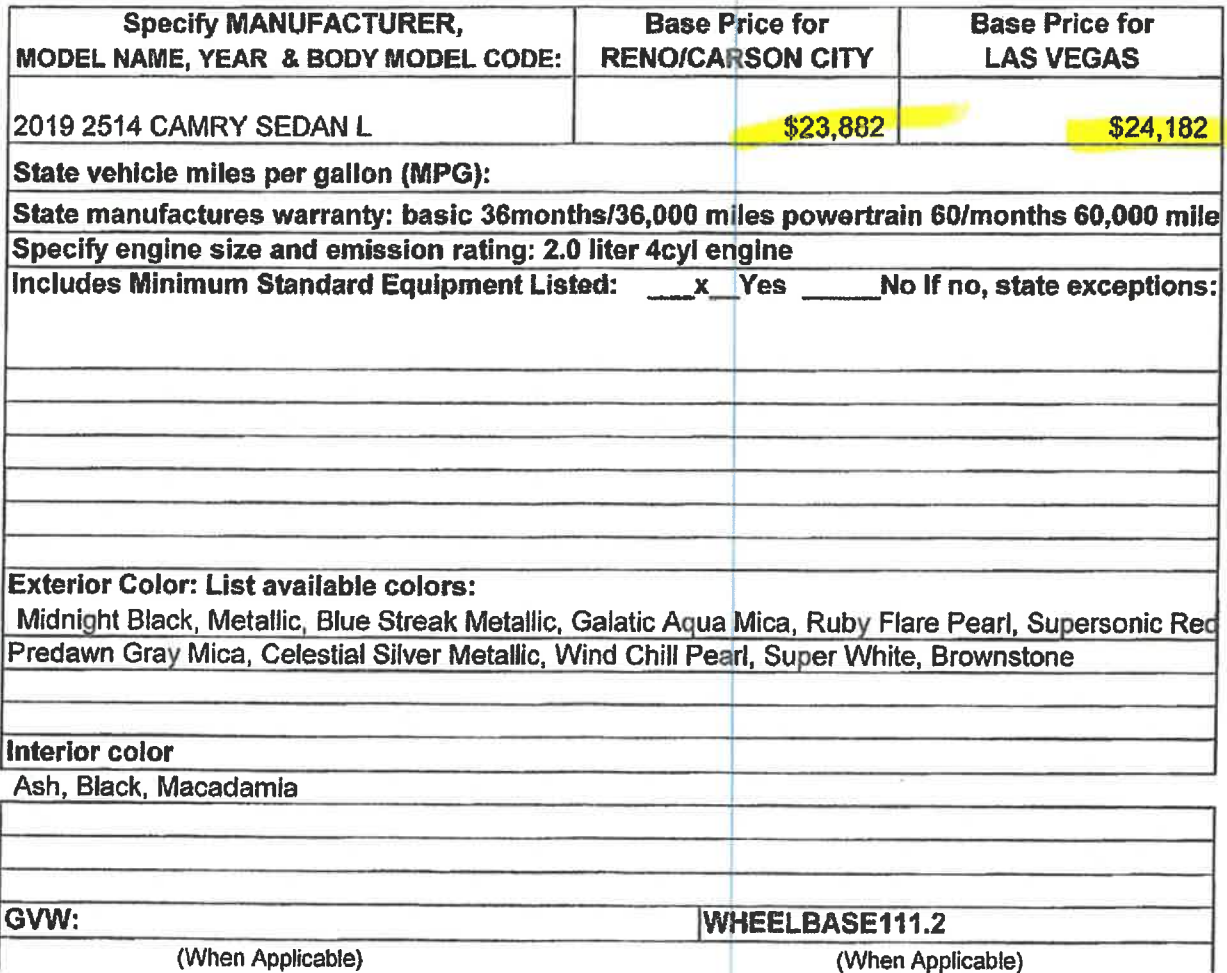 Specify MANUFACTURER,
MODEL NAME, YEAR & BODY MODEL CODE:
Base Price for
RENO/CARSON CITY
Base Price for
LAS VEGAS
2019 2514 CAMRY SEDAN L
$23,882
$24,182
State vehicle miles per gallon (MPG):
State manufactures warranty: basic 36months/36,000 miles powertrain 60/months 60,000 mile
Specify engine size and emission rating: 2.0 liter 4cyl engine
Includes Minimum Standard Equipment Listed: ___x__Yes _____No If no, state exceptions:
Exterior Color: List available colors:
Midnight Black, Metallic, Blue Streak Metallic, Galatic Aqua Mica, Ruby Flare Pearl, Supersonic Red
Predawn Gray Mica, Celestial Silver Metallic, Wind Chill Pearl, Super White, Brownstone
Interior color
Ash, Black, Macadamia
GVW:
WHEELBASE111.2
(When Applicable)
(When Applicable)